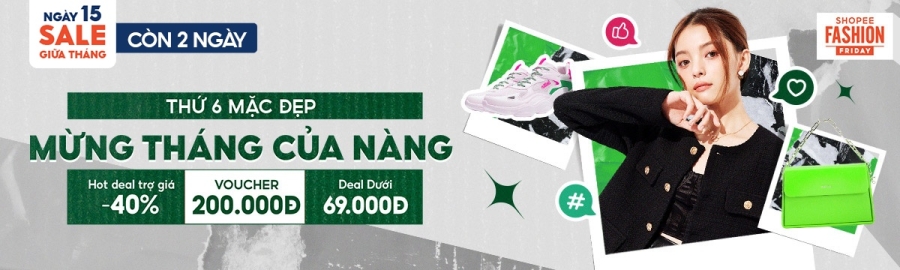 NGÀY 15
SALE
GIỮA THÁNG
CÒN 2 NGÀY
SHOPEE
FASHION
FRIDAY
THỨ 6 MẶC ĐẸP
MỪNG THÁNG CỦA NÀNG
Hot deal trợ giá
-40%
VOUCHER
200.000Đ
Deal Dưới
69.000Đ
#